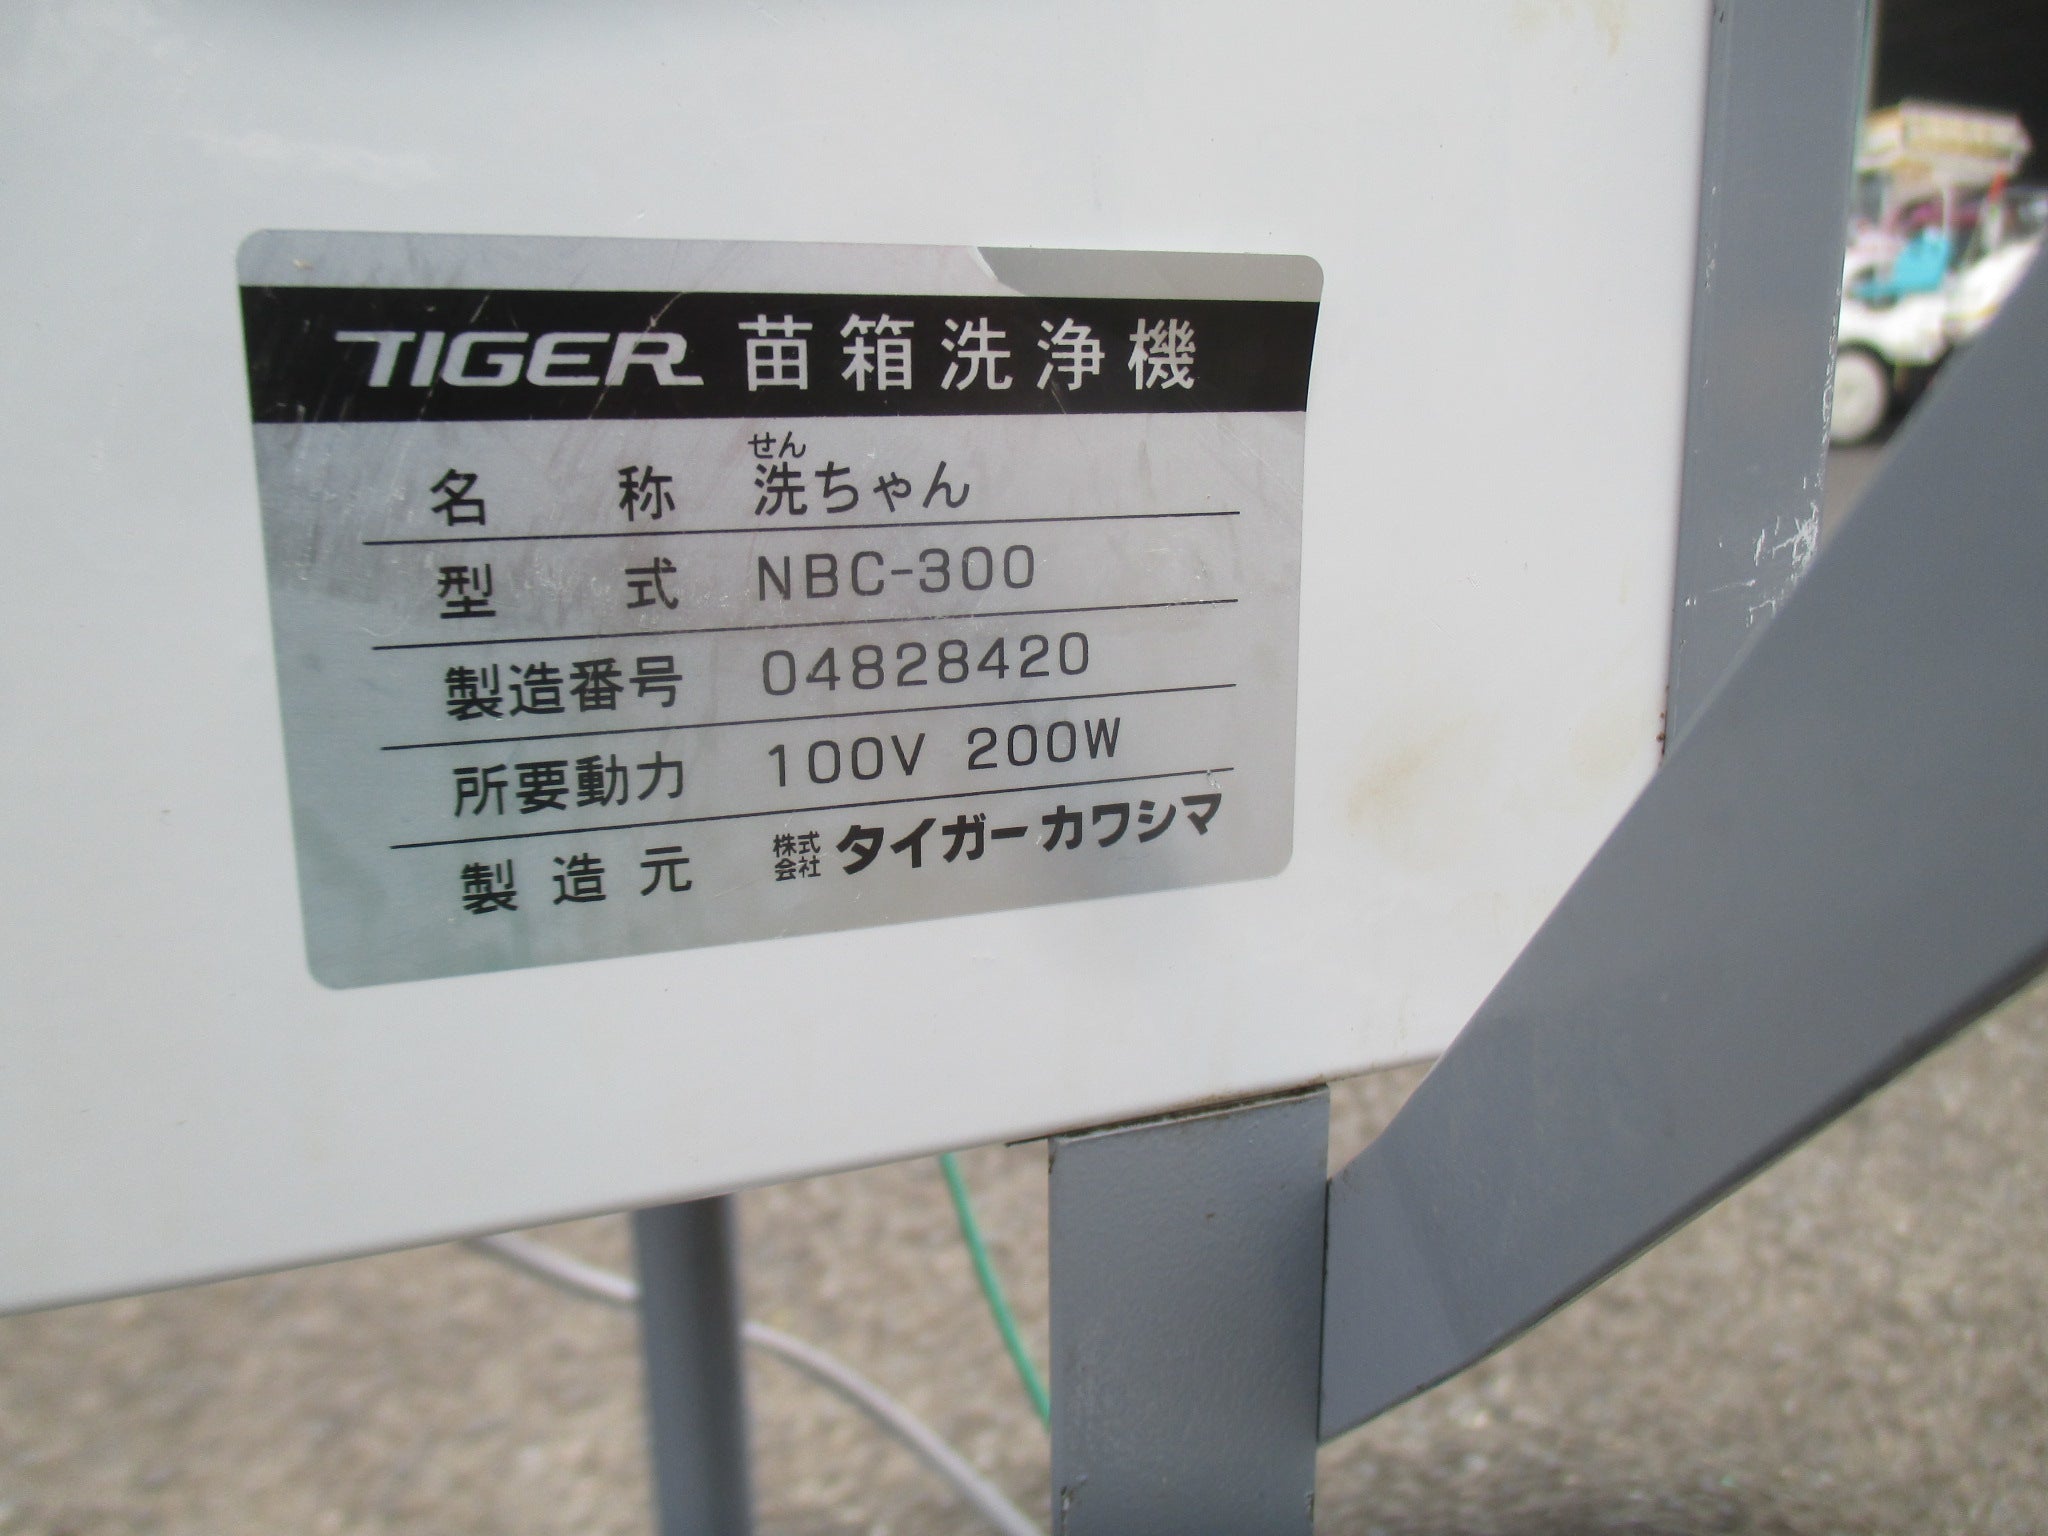 TIGER 苗箱洗浄機
せん
名称 洗ちゃん
型式 NBC-300
製造番号 04828420
所要動力 100V 200W
製造元 株式会社 タイガーカワシマ